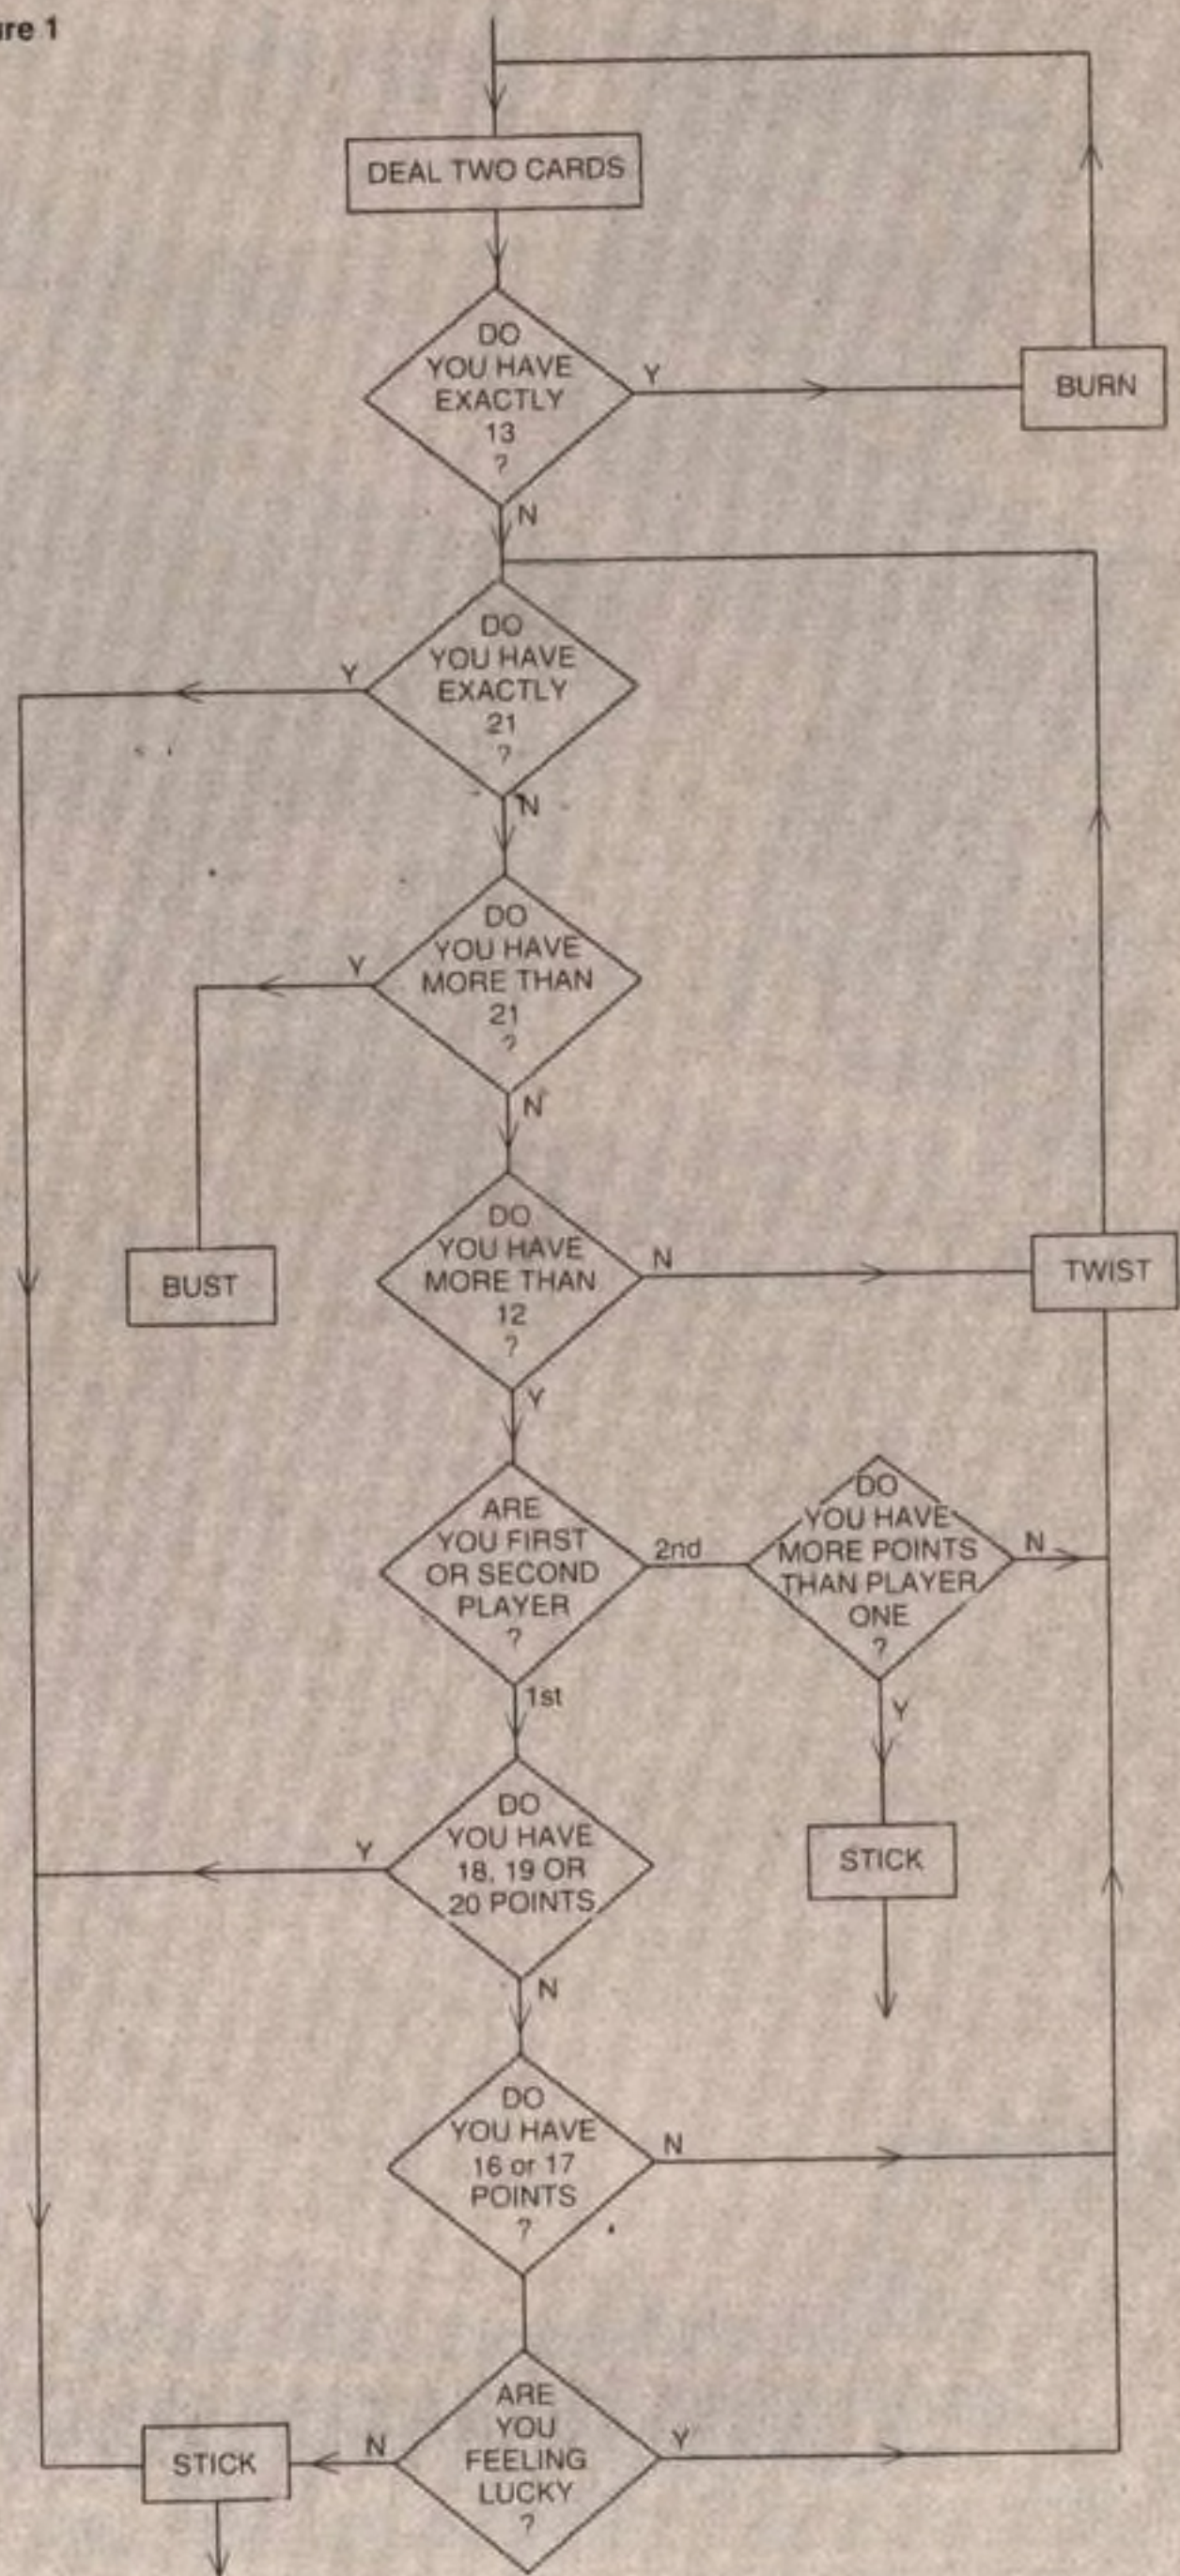 ure 1
DEAL TWO CARDS
DO
YOU HAVE
EXACTLY
13
?
Y
BURN
N
DO
YOU HAVE
EXACTLY
21
?
Y
N
DO
YOU HAVE
MORE THAN
21
?
Y
BUST
N
DO
YOU HAVE
MORE THAN
12
?
N
TWIST
Y
ARE
YOU FIRST
OR SECOND
PLAYER
?
2nd
DO
YOU HAVE
MORE POINTS
THAN PLAYER
ONE
?
N
Y
STICK
1st
DO
YOU HAVE
18, 19 OR
20 POINTS
Y
N
DO
YOU HAVE
16 or 17
POINTS
?
N
ARE
YOU
FEELING
LUCKY
?
N
STICK
Y